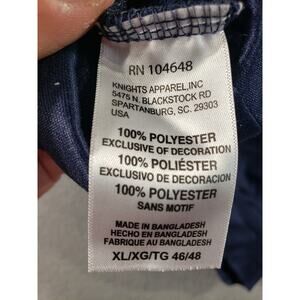 RN 104648
KNIGHTS APPAREL,INC
5475 N. BLACKSTOCK RD
SPARTANBURG, SC. 29303
USA
100% POLYESTER
EXCLUSIVE OF DECORATION
100% POLIÉSTER
EXCLUSIVO DE DECORACION
100% POLYESTER
SANS MOTIF
MADE IN BANGLADESH
HECHO EN BANGLADESH
FABRIQUE AU BANGLADESH
XL/XG/TG 46/48